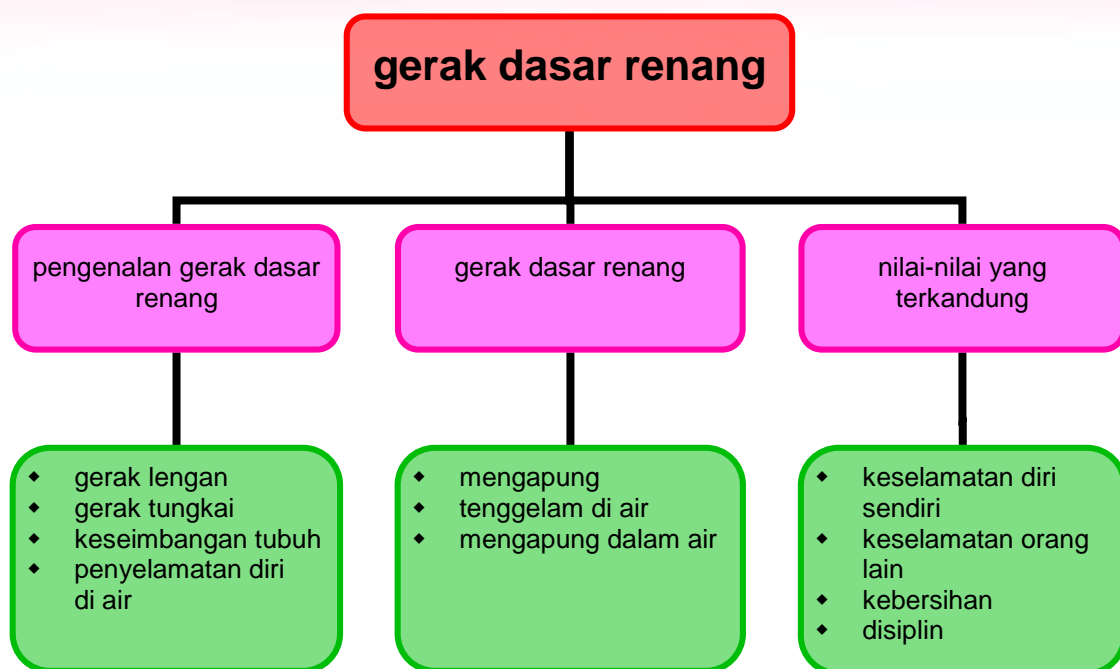 gerak dasar renang
pengenalan gerak dasar
renang
gerak dasar renang
nilai-nilai yang
terkandung
◆ gerak lengan
◆ gerak tungkai
◆ keseimbangan tubuh
◆ penyelamatan diri
di air
◆ mengapung
◆ tenggelam di air
◆ mengapung dalam air
◆ keselamatan diri
sendiri
◆ keselamatan orang
lain
◆ kebersihan
◆ disiplin